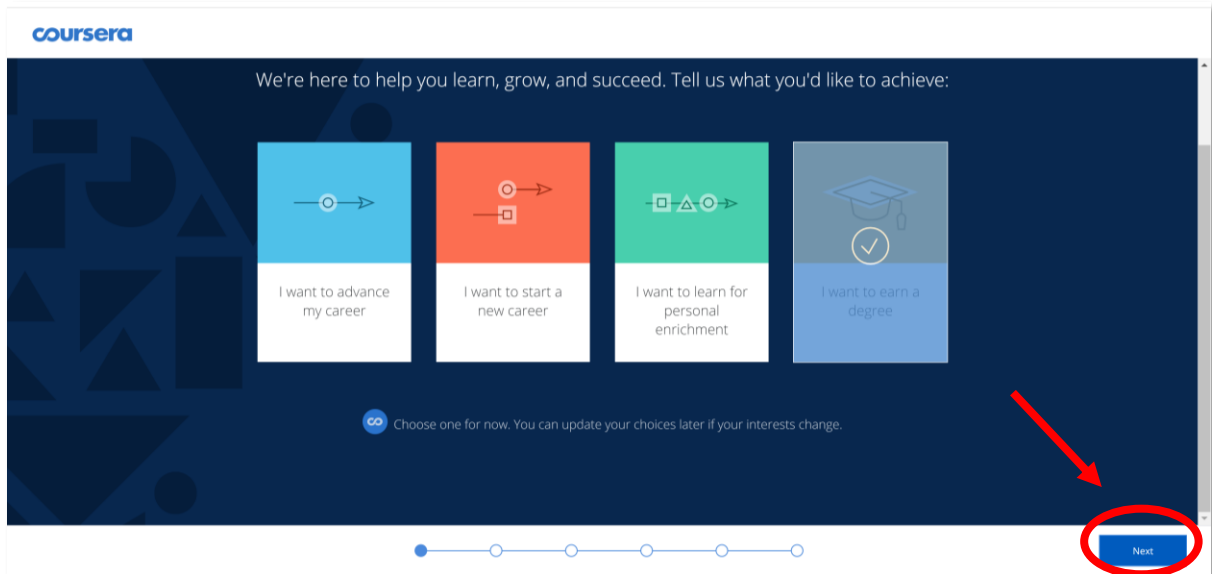 coursera
We're here to help you learn, grow, and succeed. Tell us what you'd like to achieve:
I want to advance
my career
I want to start a
new career
I want to learn for
personal
enrichment
I want to earn a
degree
Choose one for now. You can update your choices later if your interests change.
Next